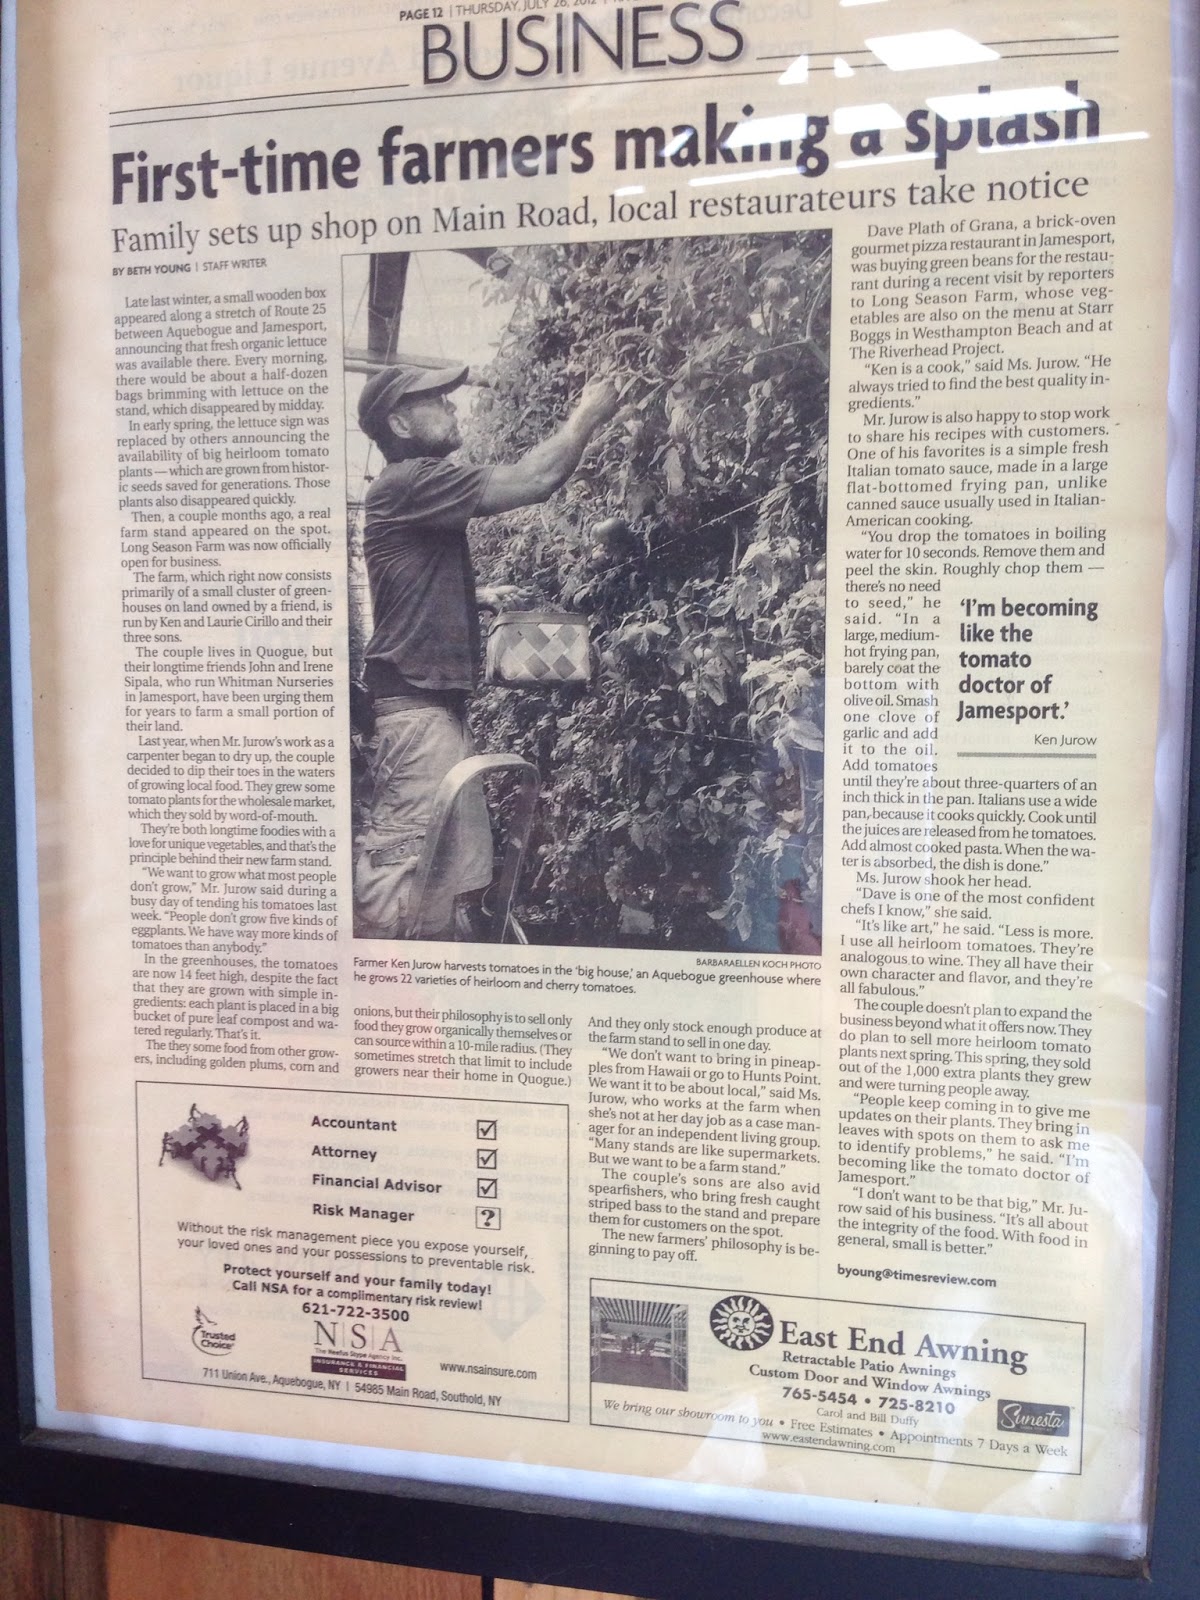 PAGE 12 | THURSDAY, JULY 26, 2012
BUSINESS
First-time farmers making a splash
Family sets up shop on Main Road, local restaurateurs take notice
BY BETH YOUNG | STAFF WRITER
Late last winter, a small wooden box
appeared along a stretch of Route 25
between Aquebogue and Jamesport,
announcing that fresh organic lettuce
was available there. Every morning,
there would be about a half-dozen
bags brimming with lettuce on the
stand, which disappeared by midday.
In early spring, the lettuce sign was
replaced by others announcing the
availability of big heirloom tomato
plants — which are grown from histor-
ic seeds saved for generations. Those
plants also disappeared quickly.
Then, a couple months ago, a real
farm stand appeared on the spot.
Long Season Farm was now officially
open for business.
The farm, which right now consists
primarily of a small cluster of green-
houses on land owned by a friend, is
run by Ken and Laurie Cirillo and their
three sons.
The couple lives in Quogue, but
their longtime friends John and Irene
Sipala, who run Whitman Nurseries
in Jamesport, have been urging them
for years to farm a small portion of
their land.
Last year, when Mr. Jurow's work as a
carpenter began to dry up, the couple
decided to dip their toes in the waters
of growing local food. They grew some
tomato plants for the wholesale market,
which they sold by word-of-mouth.
They're both longtime foodies with a
love for unique vegetables, and that's the
principle behind their new farm stand.
"We want to grow what most people
don't grow," Mr. Jurow said during a
busy day of tending his tomatoes last
week. "People don't grow five kinds of
eggplants. We have way more kinds of
tomatoes than anybody."
In the greenhouses, the tomatoes
are now 14 feet high, despite the fact
that they are grown with simple in-
gredients: each plant is placed in a big
bucket of pure leaf compost and wa-
tered regularly. That's it.
The they some food from other grow-
ers, including golden plums, corn and
BARBARAELLEN KOCH PHOTO
Farmer Ken Jurow harvests tomatoes in the 'big house,' an Aquebogue greenhouse where
he grows 22 varieties of heirloom and cherry tomatoes.
onions, but their philosophy is to sell only
food they grow organically themselves or
can source within a 10-mile radius. (They
sometimes stretch that limit to include
growers near their home in Quogue.)
And they only stock enough produce at
the farm stand to sell in one day.
"We don't want to bring in pineap-
ples from Hawaii or go to Hunts Point.
We want it to be about local," said Ms.
Jurow, who works at the farm when
she's not at her day job as a case man-
ager for an independent living group.
"Many stands are like supermarkets.
But we want to be a farm stand."
The couple's sons are also avid
spearfishers, who bring fresh caught
striped bass to the stand and prepare
them for customers on the spot.
The new farmers' philosophy is be-
ginning to pay off.
Dave Plath of Grana, a brick-oven
gourmet pizza restaurant in Jamesport,
was buying green beans for the restau-
rant during a recent visit by reporters
to Long Season Farm, whose veg-
etables are also on the menu at Starr
Boggs in Westhampton Beach and at
The Riverhead Project.
"Ken is a cook," said Ms. Jurow. "He
always tried to find the best quality in-
gredients."
Mr. Jurow is also happy to stop work
to share his recipes with customers.
One of his favorites is a simple fresh
Italian tomato sauce, made in a large
flat-bottomed frying pan, unlike
canned sauce usually used in Italian-
American cooking.
"You drop the tomatoes in boiling
water for 10 seconds. Remove them and
peel the skin. Roughly chop them —
there's no need
to seed," he
said. "In a
large, medium-
hot frying pan,
barely coat the
bottom with
olive oil. Smash
one clove of
garlic and add
it to the oil.
Add tomatoes
until they're about three-quarters of an
inch thick in the pan. Italians use a wide
pan, because it cooks quickly. Cook until
the juices are released from he tomatoes.
Add almost cooked pasta. When the wa-
ter is absorbed, the dish is done."
Ms. Jurow shook her head.
"Dave is one of the most confident
chefs I know," she said.
"It's like art," he said. "Less is more.
I use all heirloom tomatoes. They're
analogous to wine. They all have their
own character and flavor, and they're
all fabulous."
The couple doesn't plan to expand the
business beyond what it offers now. They
do plan to sell more heirloom tomato
plants next spring. This spring, they sold
out of the 1,000 extra plants they grew
and were turning people away.
"People keep coming in to give me
updates on their plants. They bring in
leaves with spots on them to ask me
to identify problems," he said. "I'm
becoming like the tomato doctor of
Jamesport."
"I don't want to be that big," Mr. Ju-
row said of his business. "It's all about
the integrity of the food. With food in
general, small is better."
byoung@timesreview.com
'I'm becoming
like the
tomato
doctor of
Jamesport.'
Ken Jurow
Accountant
Attorney
Financial Advisor
Risk Manager ?
Without the risk management piece you expose yourself,
your loved ones and your possessions to preventable risk.
Protect yourself and your family today!
Call NSA for a complimentary risk review!
621-722-3500
Trusted Choice
N|S|A
The Neefus Stype Agency Inc.
INSURANCE & FINANCIAL
SERVICES
www.nsainsure.com
711 Union Ave., Aquebogue, NY | 54985 Main Road, Southold, NY
East End Awning
Retractable Patio Awnings
Custom Door and Window Awnings
765-5454 • 725-8210
Carol and Bill Duffy
Sunesta
We bring our showroom to you • Free Estimates • Appointments 7 Days a Week
www.eastendawning.com